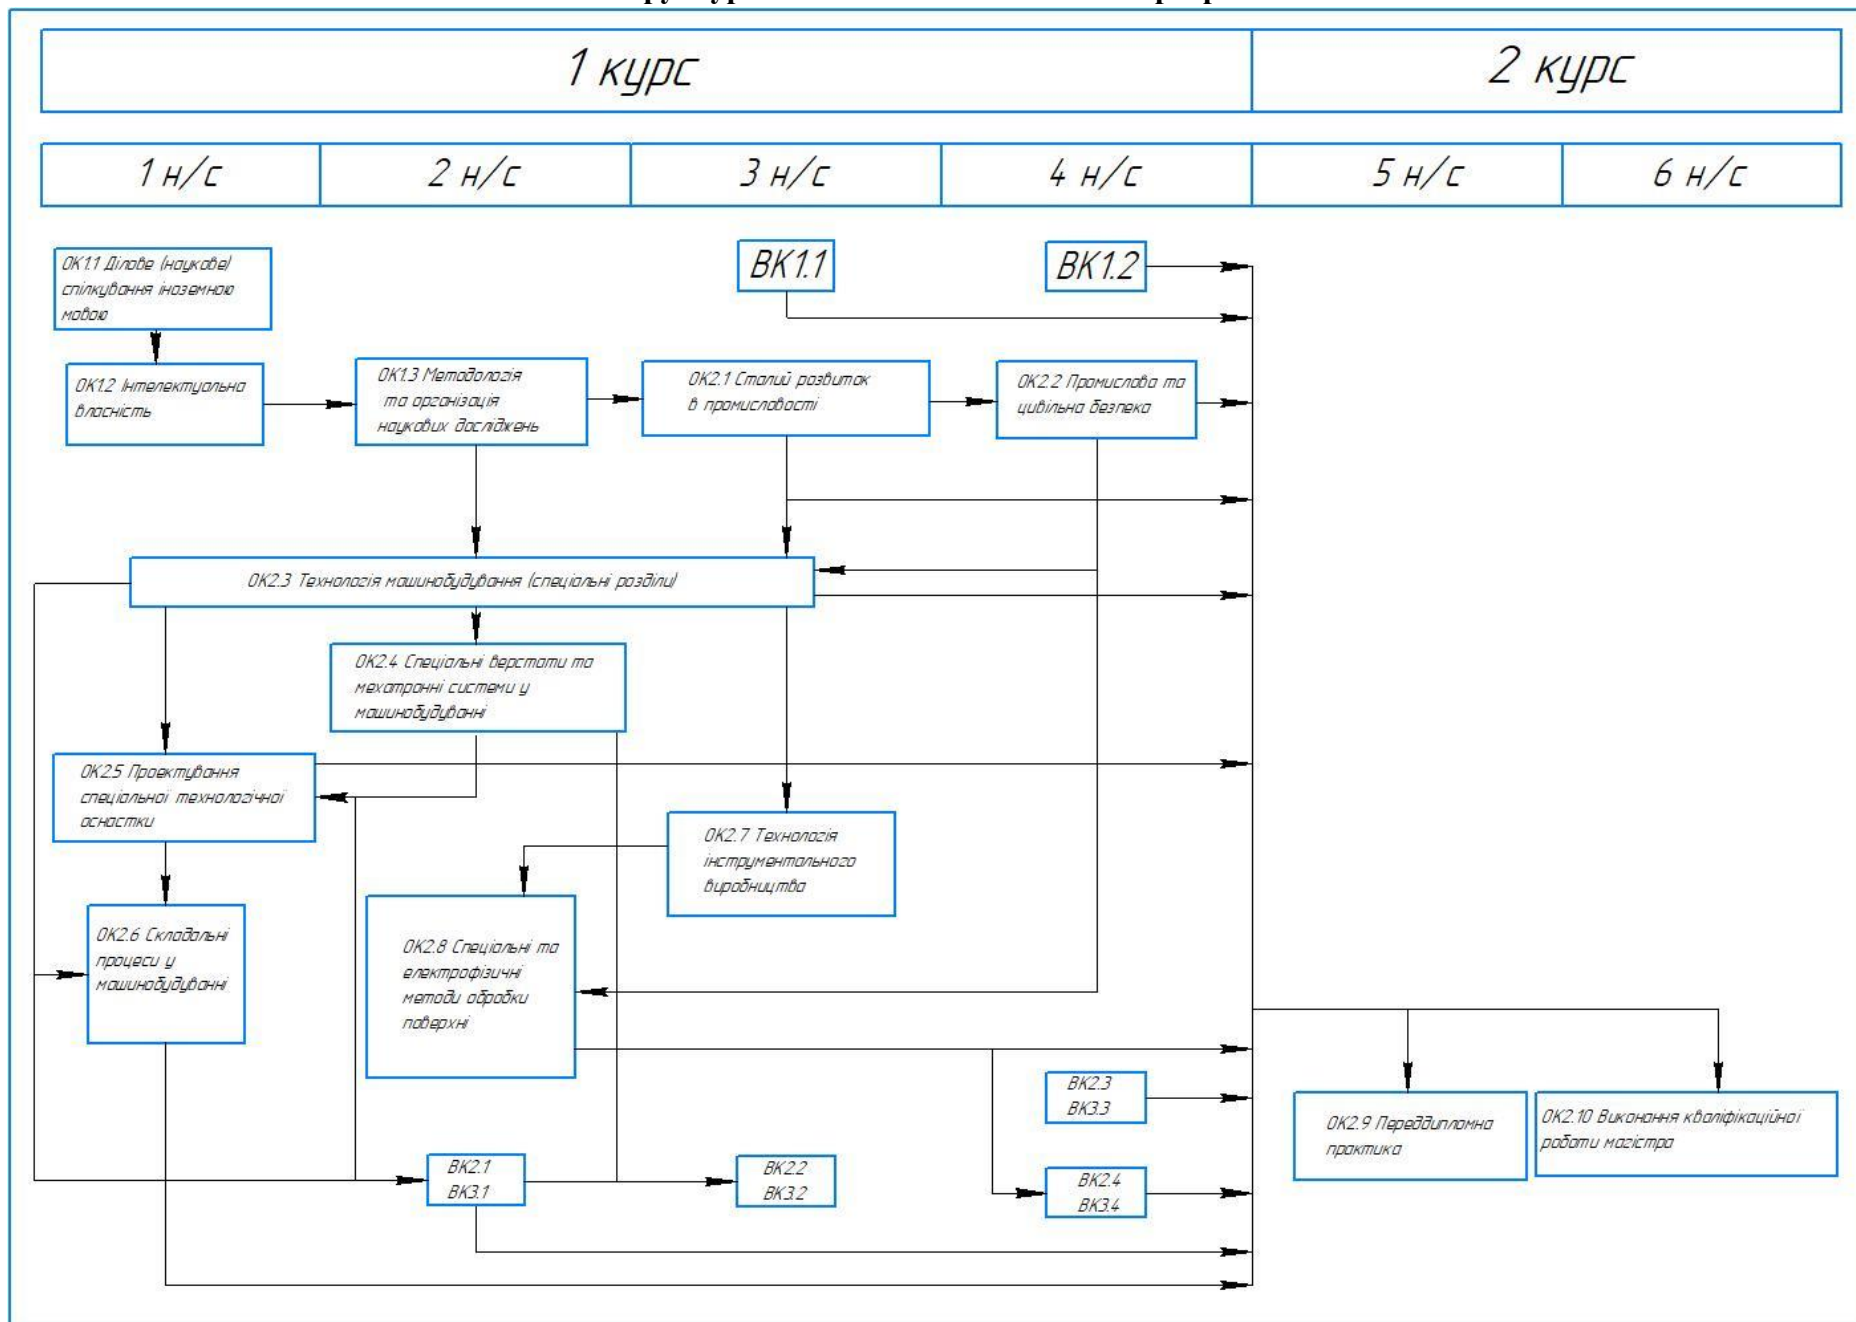 1 курс
2 курс
1 н/с
2 н/с
3 н/с
4 н/с
5 н/с
6 н/с
ОК1.1 Ділове (наукове)
спілкування іноземною
мовою
ВК1.1
ВК1.2
ОК1.2 Інтелектуальна
власність
ОК1.3 Методологія
та організація
наукових досліджень
ОК2.1 Сталий розвиток
в промисловості
ОК2.2 Промислова та
цивільна безпека
ОК2.3 Технологія машинобудування (спеціальні розділи)
ОК2.4 Спеціальні верстати та
мехатронні системи у
машинобудуванні
ОК2.5 Проектування
спеціальної технологічної
оснастки
ОК2.7 Технологія
інструментального
виробництва
ОК2.6 Складальні
процеси у
машинобудуванні
ОК2.8 Спеціальні та
електрофізичні
методи обробки
поверхні
ВК2.3
ВК3.3
ОК2.9 Переддипломна
практика
ОК2.10 Виконання кваліфікаційної
роботи магістра
ВК2.1
ВК3.1
ВК2.2
ВК3.2
ВК2.4
ВК3.4